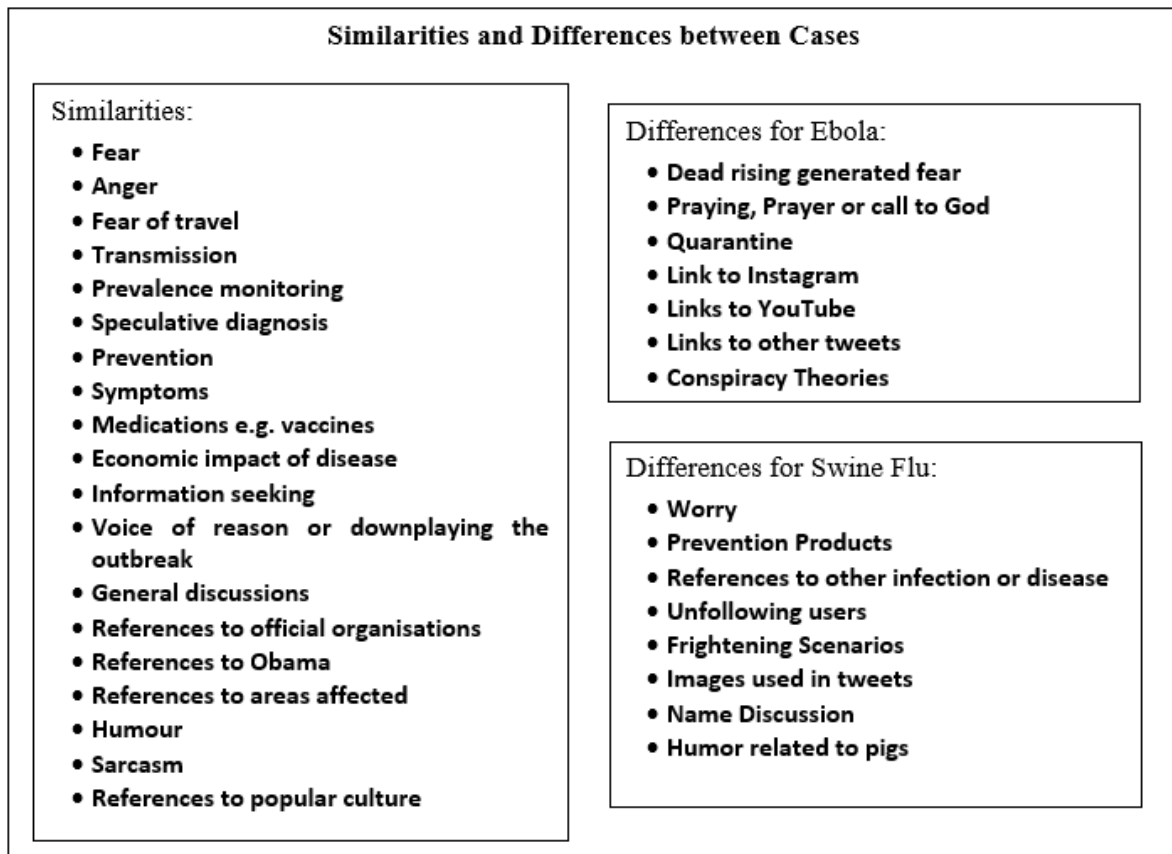 Similarities and Differences between Cases
Similarities:
• Fear
• Anger
• Fear of travel
• Transmission
• Prevalence monitoring
• Speculative diagnosis
• Prevention
• Symptoms
• Medications e.g. vaccines
• Economic impact of disease
• Information seeking
• Voice of reason or downplaying the
outbreak
• General discussions
• References to official organisations
• References to Obama
• References to areas affected
• Humour
• Sarcasm
• References to popular culture
Differences for Ebola:
• Dead rising generated fear
• Praying, Prayer or call to God
• Quarantine
• Link to Instagram
• Links to YouTube
• Links to other tweets
• Conspiracy Theories
Differences for Swine Flu:
• Worry
• Prevention Products
• References to other infection or disease
• Unfollowing users
• Frightening Scenarios
• Images used in tweets
• Name Discussion
• Humor related to pigs